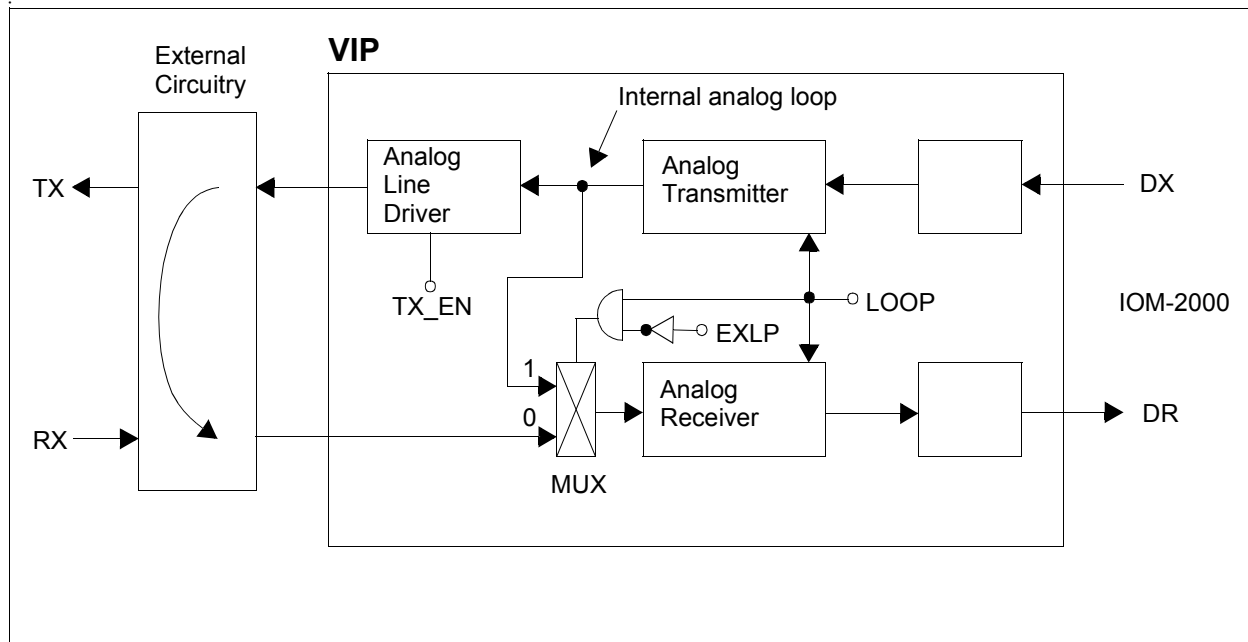 External
Circuitry
VIP
Internal analog loop
Analog
Line
Driver
Analog
Transmitter
TX
DX
TX_EN
LOOP
IOM-2000
EXLP
1
0
Analog
Receiver
RX
DR
MUX